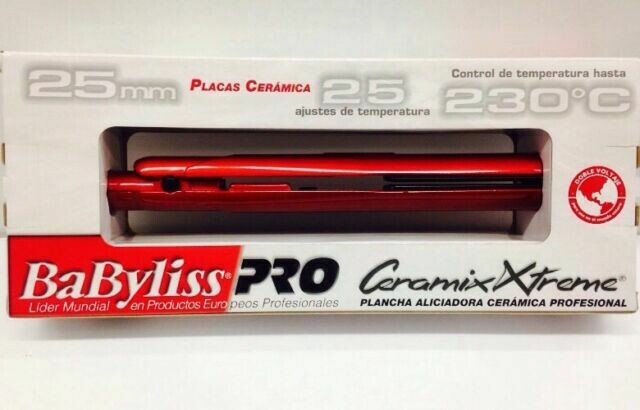 25mm PLACAS CERÁMICA
25 ajustes de temperatura
Control de temperatura hasta
230°C
DOBLE VOLTAJE
BaByliss® PRO
Líder Mundial en Productos Europeos Profesionales
CeramixXtreme®
PLANCHA ALICIADORA CERÁMICA PROFESIONAL